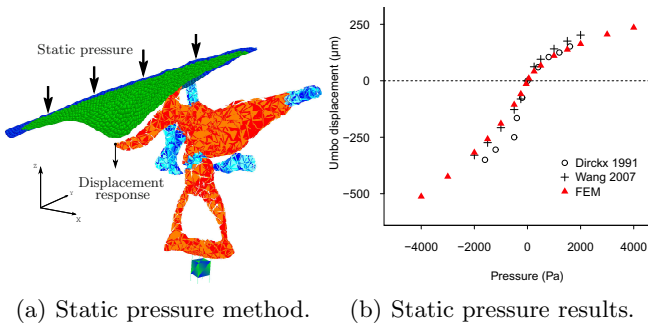 Static pressure
Displacement
response
Z
Y
X
Umbo displacement (μm)
250
0
−250
−500
Dirckx 1991
Wang 2007
FEM
−4000 −2000 0 2000 4000
Pressure (Pa)
(a) Static pressure method.
(b) Static pressure results.